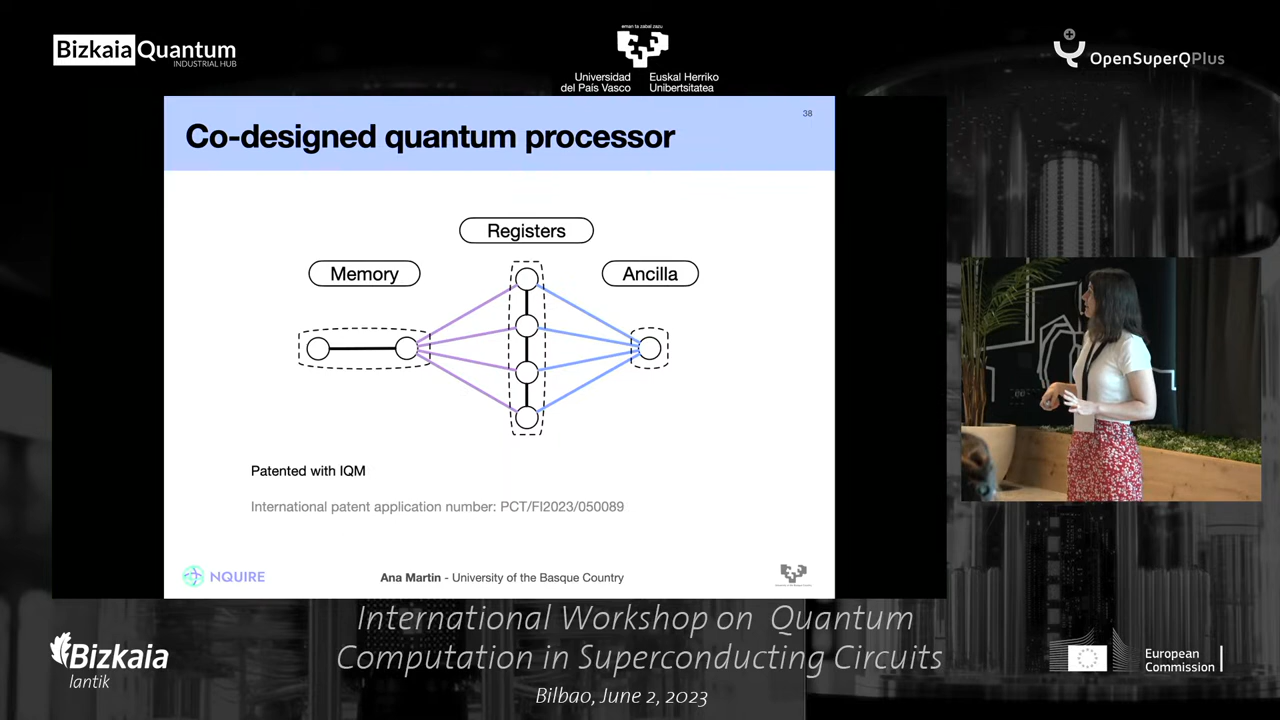 eman ta zabal zazu
Bizkaia Quantum
INDUSTRIAL HUB
Universidad
del País Vasco
Euskal Herriko
Unibertsitatea
OpenSuperQPlus
38
Co-designed quantum processor
Registers
Memory
Ancilla
Patented with IQM
International patent application number: PCT/FI2023/050089
NQUIRE
Ana Martin - University of the Basque Country
International Workshop on Quantum
Computation in Superconducting Circuits
Bilbao, June 2, 2023
Bizkaia
lantik
European
Commission